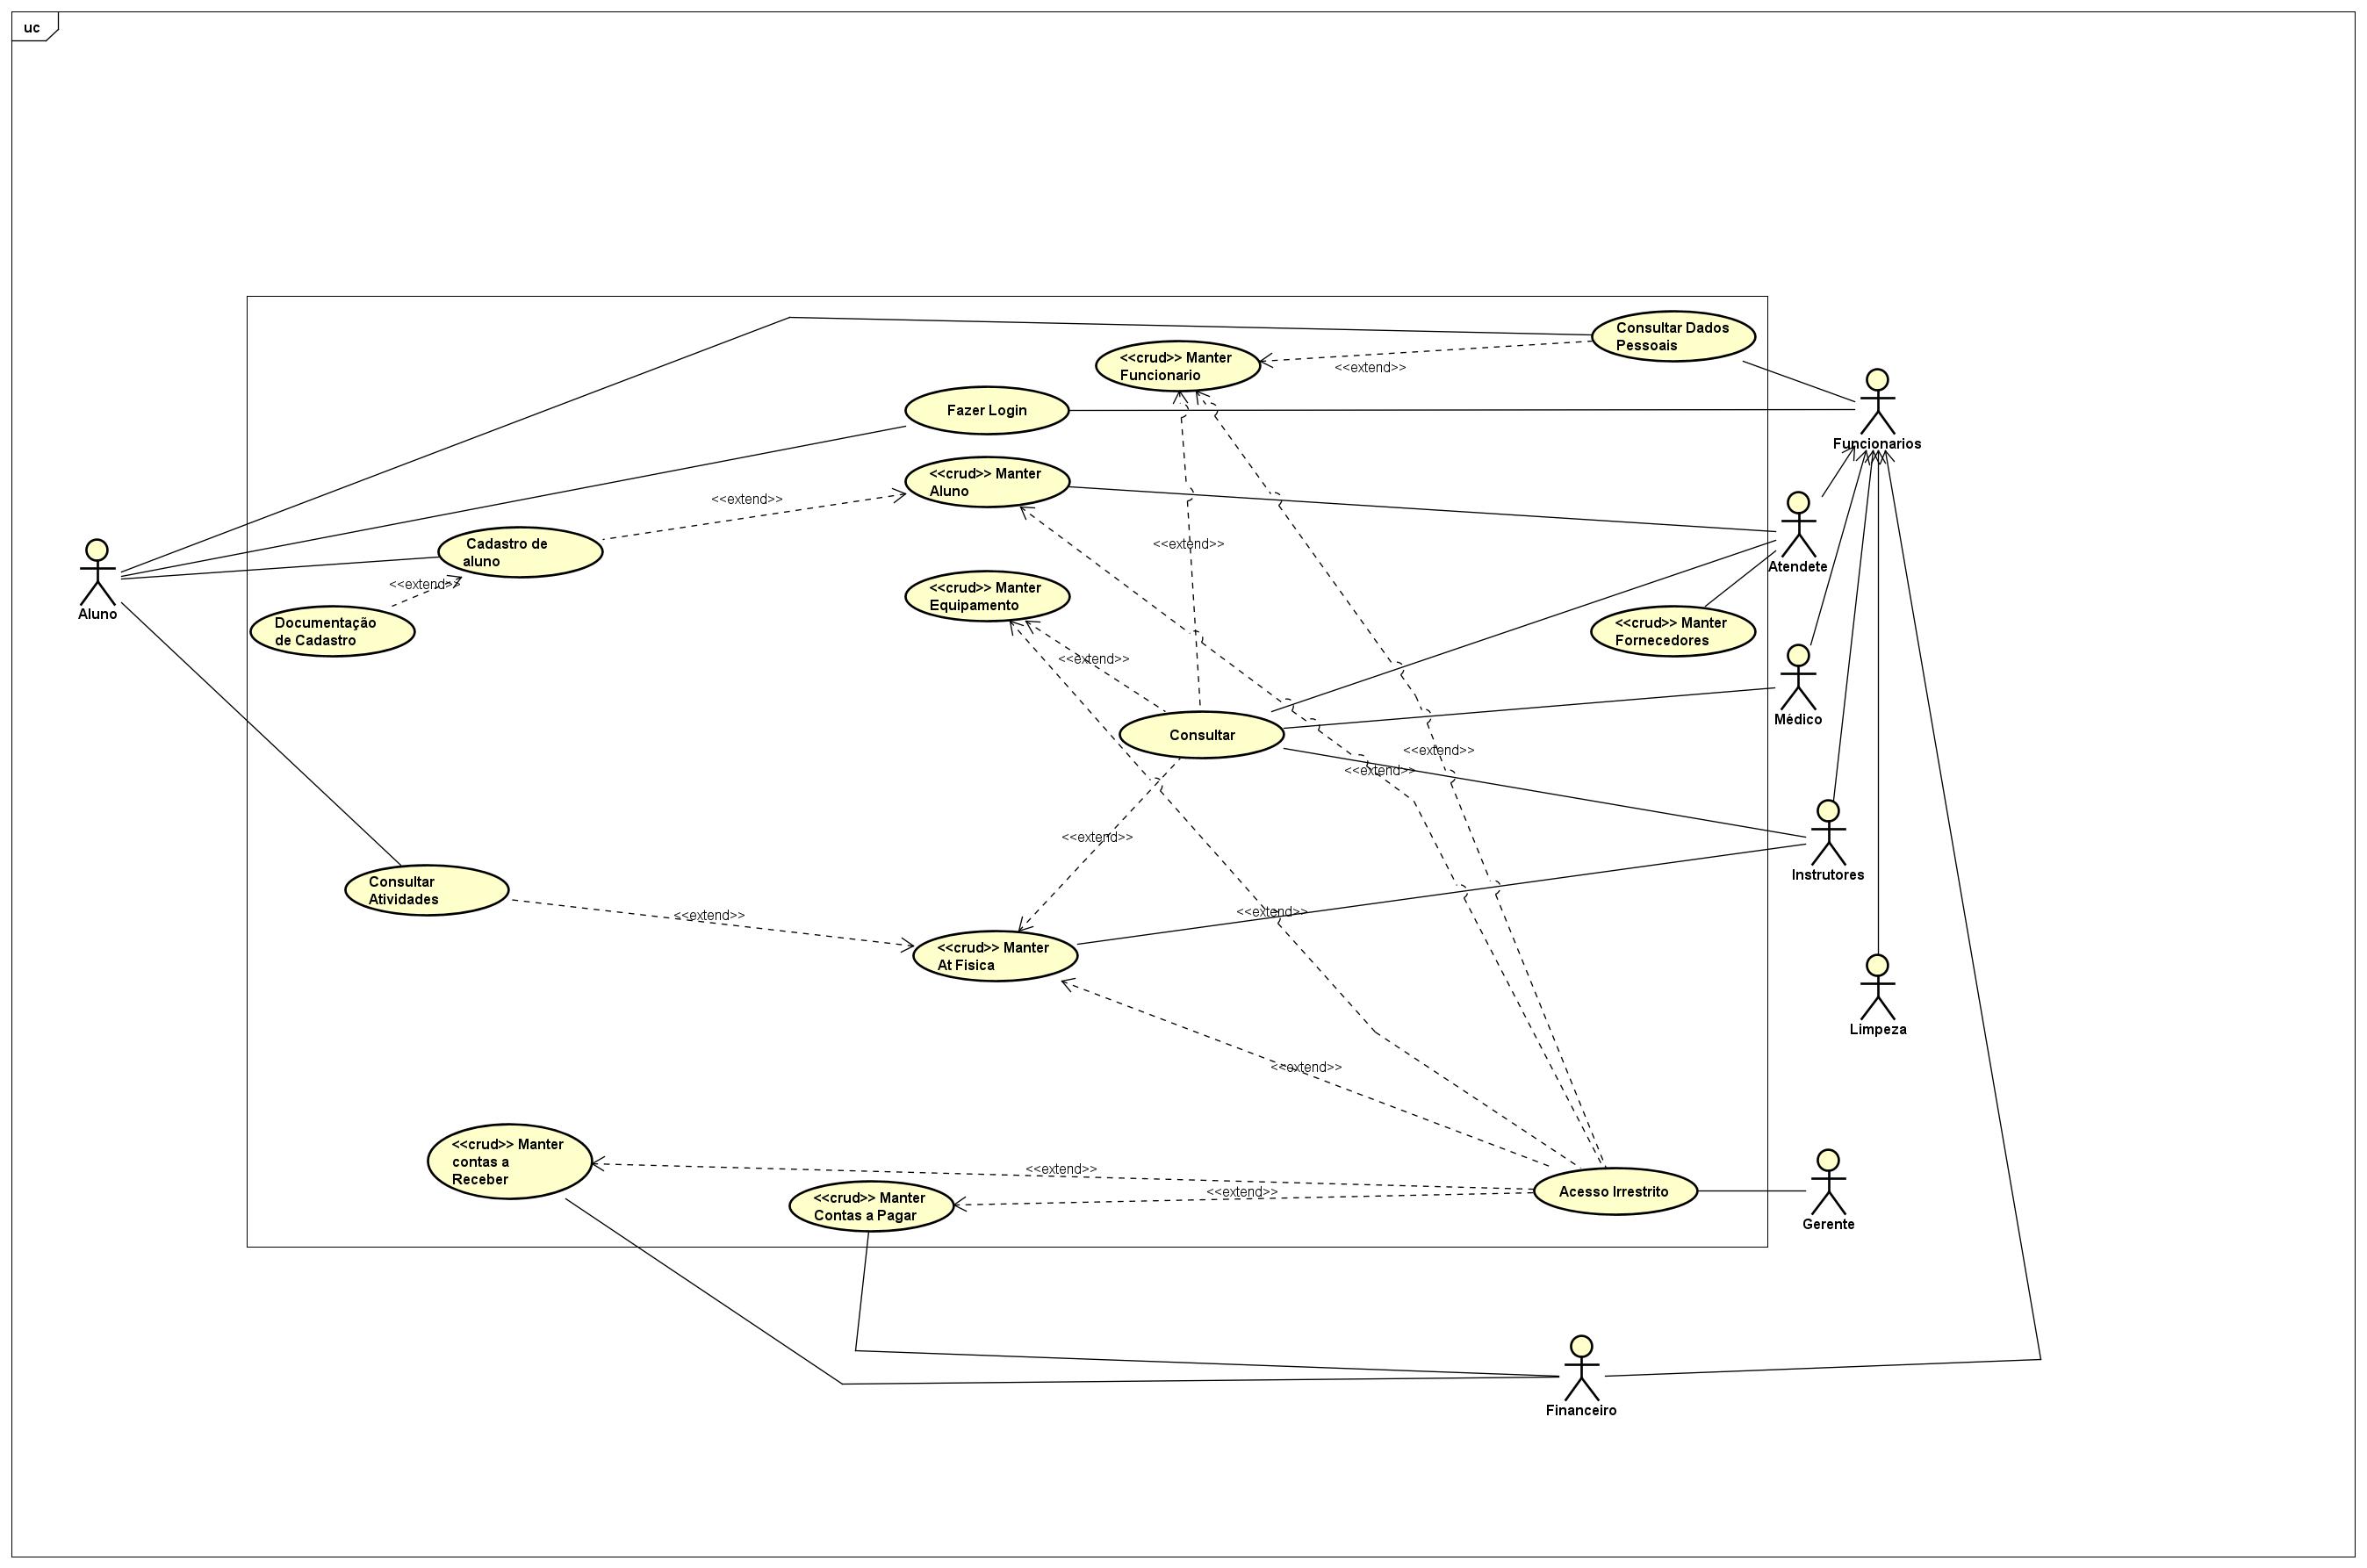 uc
Consultar Dados
Pessoais
<<crud>> Manter
Funcionario
<<extend>>
Fazer Login
Funcionarios
<<crud>> Manter
Aluno
<<extend>>
Cadastro de
aluno
<<extend>>
Atendete
<<extend>>
<<crud>> Manter
Equipamento
Aluno
Documentação
de Cadastro
<<crud>> Manter
Fornecedores
<<extend>>
Médico
Consultar
<<extend>>
<<extend>>
<<extend>>
Instrutores
Consultar
Atividades
<<extend>>
<<extend>>
<<crud>> Manter
At Fisica
Limpeza
<<extend>>
<<crud>> Manter
contas a
Receber
<<extend>>
<<extend>>
<<crud>> Manter
Contas a Pagar
Acesso Irrestrito
Gerente
Financeiro